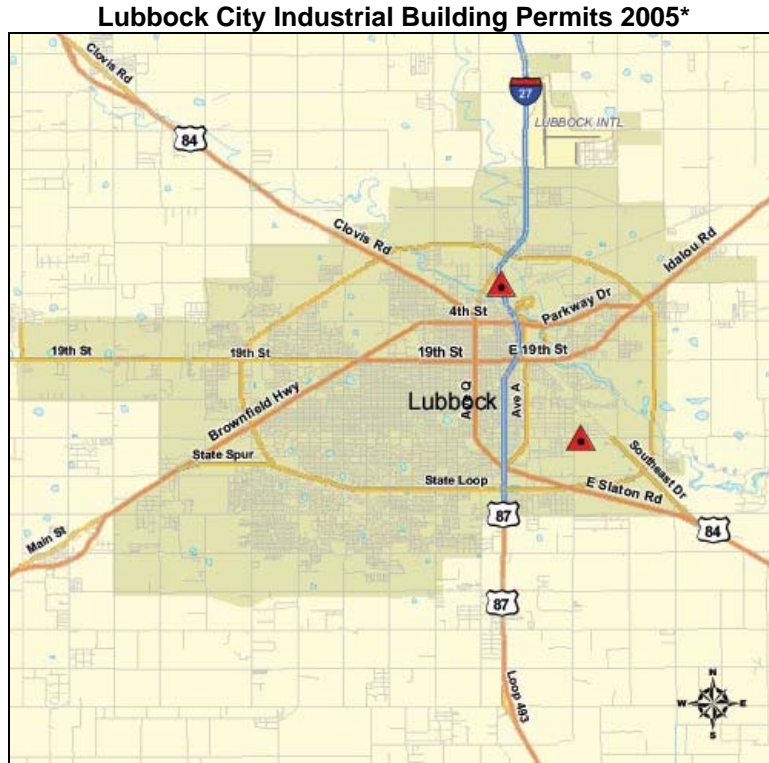 Lubbock City Industrial Building Permits 2005*
Clovis Rd
27
LUBBOCK INTL
84
Clovis Rd
Idalou Rd
4th St
Parkway Dr
19th St
19th St
19th St
E 19th St
Brownfield Hwy
Lubbock
Ave Q
Ave A
State Spur
State Loop
Southeast Dr
E Slaton Rd
87
84
Main St
87
Loop 493
N
W
E
S